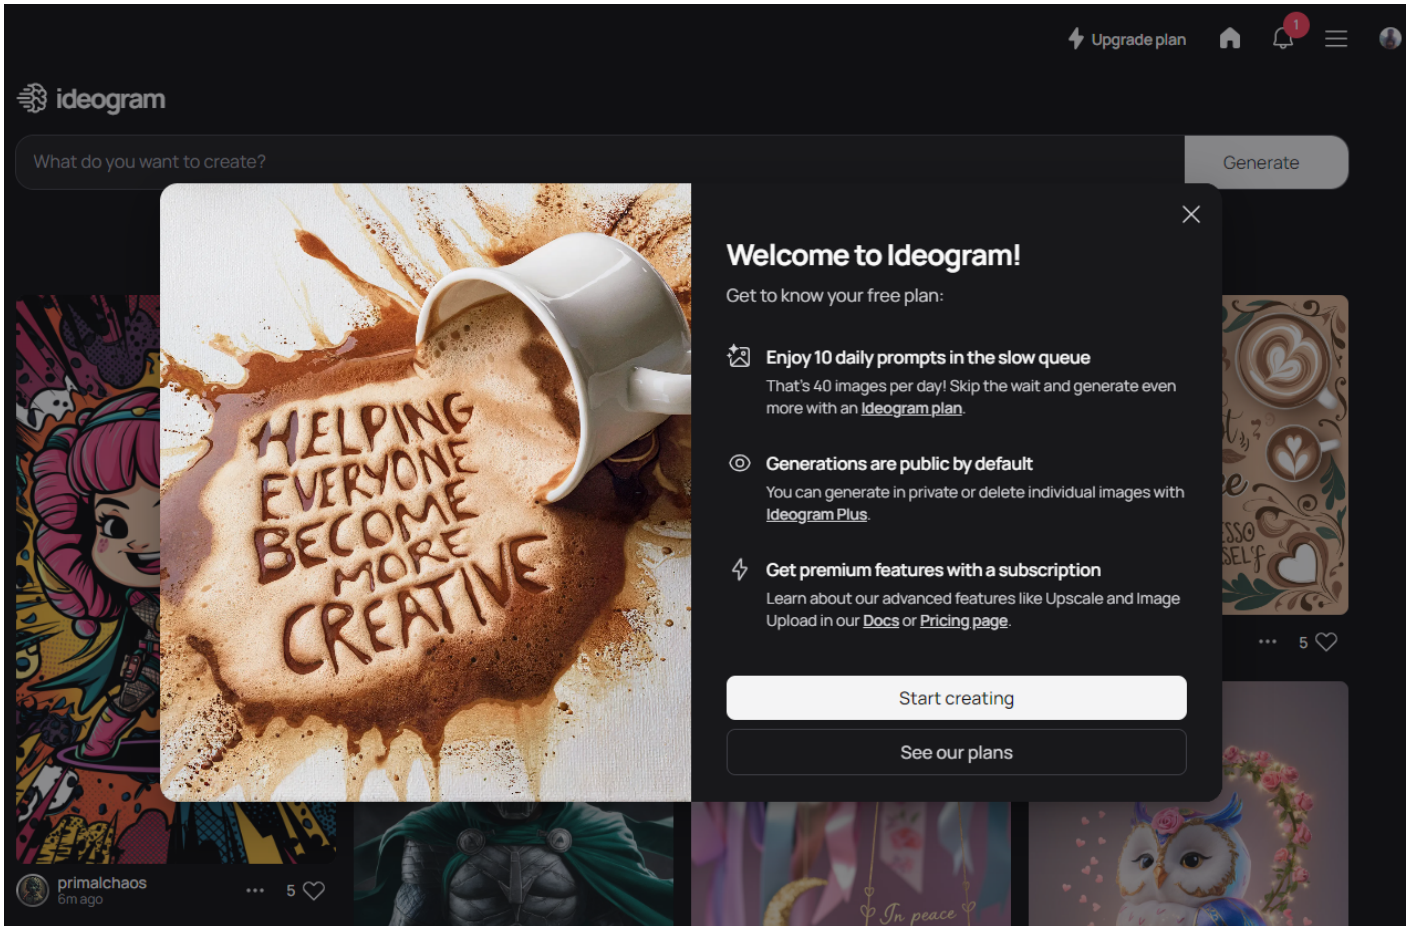 Upgrade plan
1
ideogram
What do you want to create?
Generate
HELPING
EVERYONE
BECOME
MORE
CREATIVE
Welcome to Ideogram!
Get to know your free plan:
Enjoy 10 daily prompts in the slow queue
That's 40 images per day! Skip the wait and generate even
more with an Ideogram plan.
Generations are public by default
You can generate in private or delete individual images with
Ideogram Plus.
Get premium features with a subscription
Learn about our advanced features like Upscale and Image
Upload in our Docs or Pricing page.
Start creating
See our plans
5
primalchaos
6m ago
5
In peace